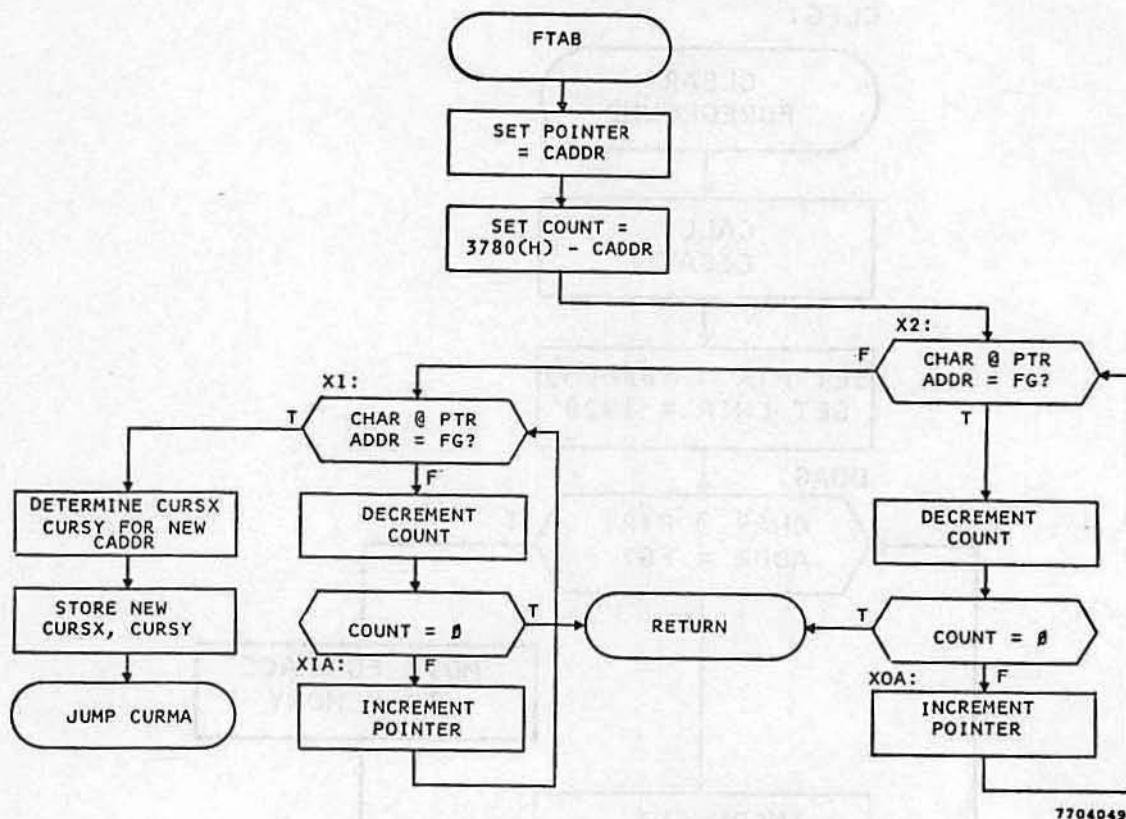 FTAB
SET POINTER
= CADDR
SET COUNT =
3780(H) - CADDR
X2:
CHAR @ PTR
ADDR = FG?
F
T
X1:
CHAR @ PTR
ADDR = FG?
T
F
DETERMINE CURSX
CURSY FOR NEW
CADDR
DECREMENT
COUNT
DECREMENT
COUNT
STORE NEW
CURSX, CURSY
COUNT = Ø
T
F
RETURN
COUNT = Ø
T
F
X1A:
X0A:
JUMP CURMA
INCREMENT
POINTER
INCREMENT
POINTER
7704049